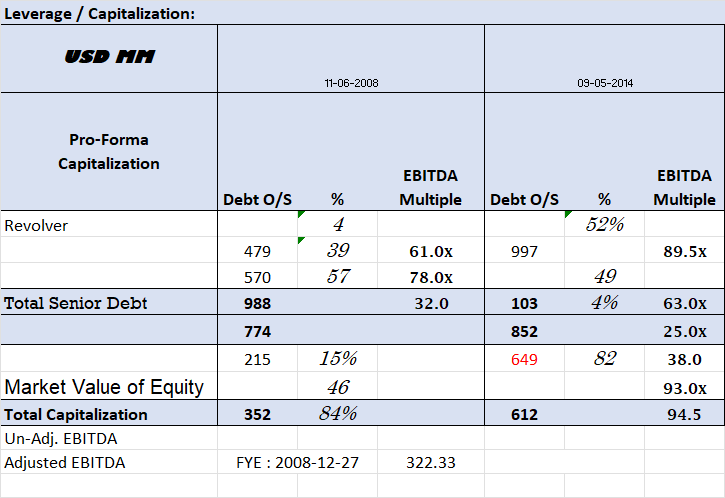 Leverage / Capitalization:
USD MM
11-06-2008 09-05-2014
Pro-Forma
Capitalization
EBITDA EBITDA
Debt O/S % Multiple Debt O/S % Multiple
Revolver 4 52%
479 39 61.0x 997 89.5x
570 57 78.0x 49
Total Senior Debt 988 32.0 103 4% 63.0x
774 852 25.0x
215 15% 649 82 38.0
Market Value of Equity 46 93.0x
Total Capitalization 352 84% 612 94.5
Un-Adj. EBITDA
Adjusted EBITDA FYE : 2008-12-27 322.33